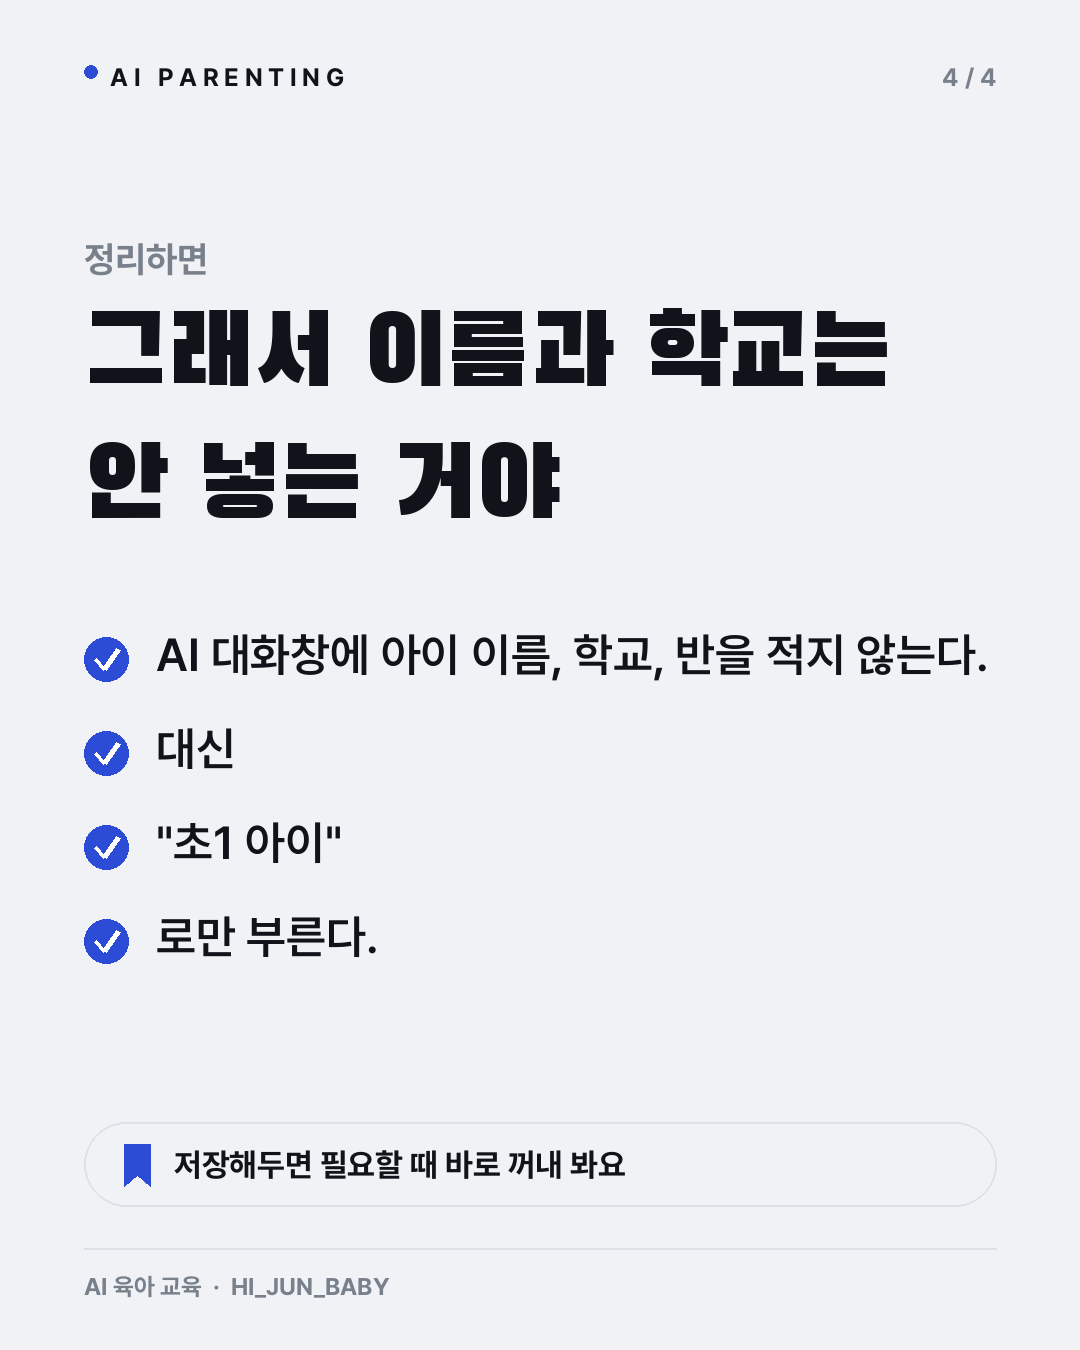 AI PARENTING
4 / 4
정리하면
그래서 이름과 학교는
안 넣는 거야
AI 대화창에 아이 이름, 학교, 반을 적지 않는다.
대신
"초1 아이"
로만 부른다.
저장해두면 필요할 때 바로 꺼내 봐요
AI 육아 교육 · HI_JUN_BABY